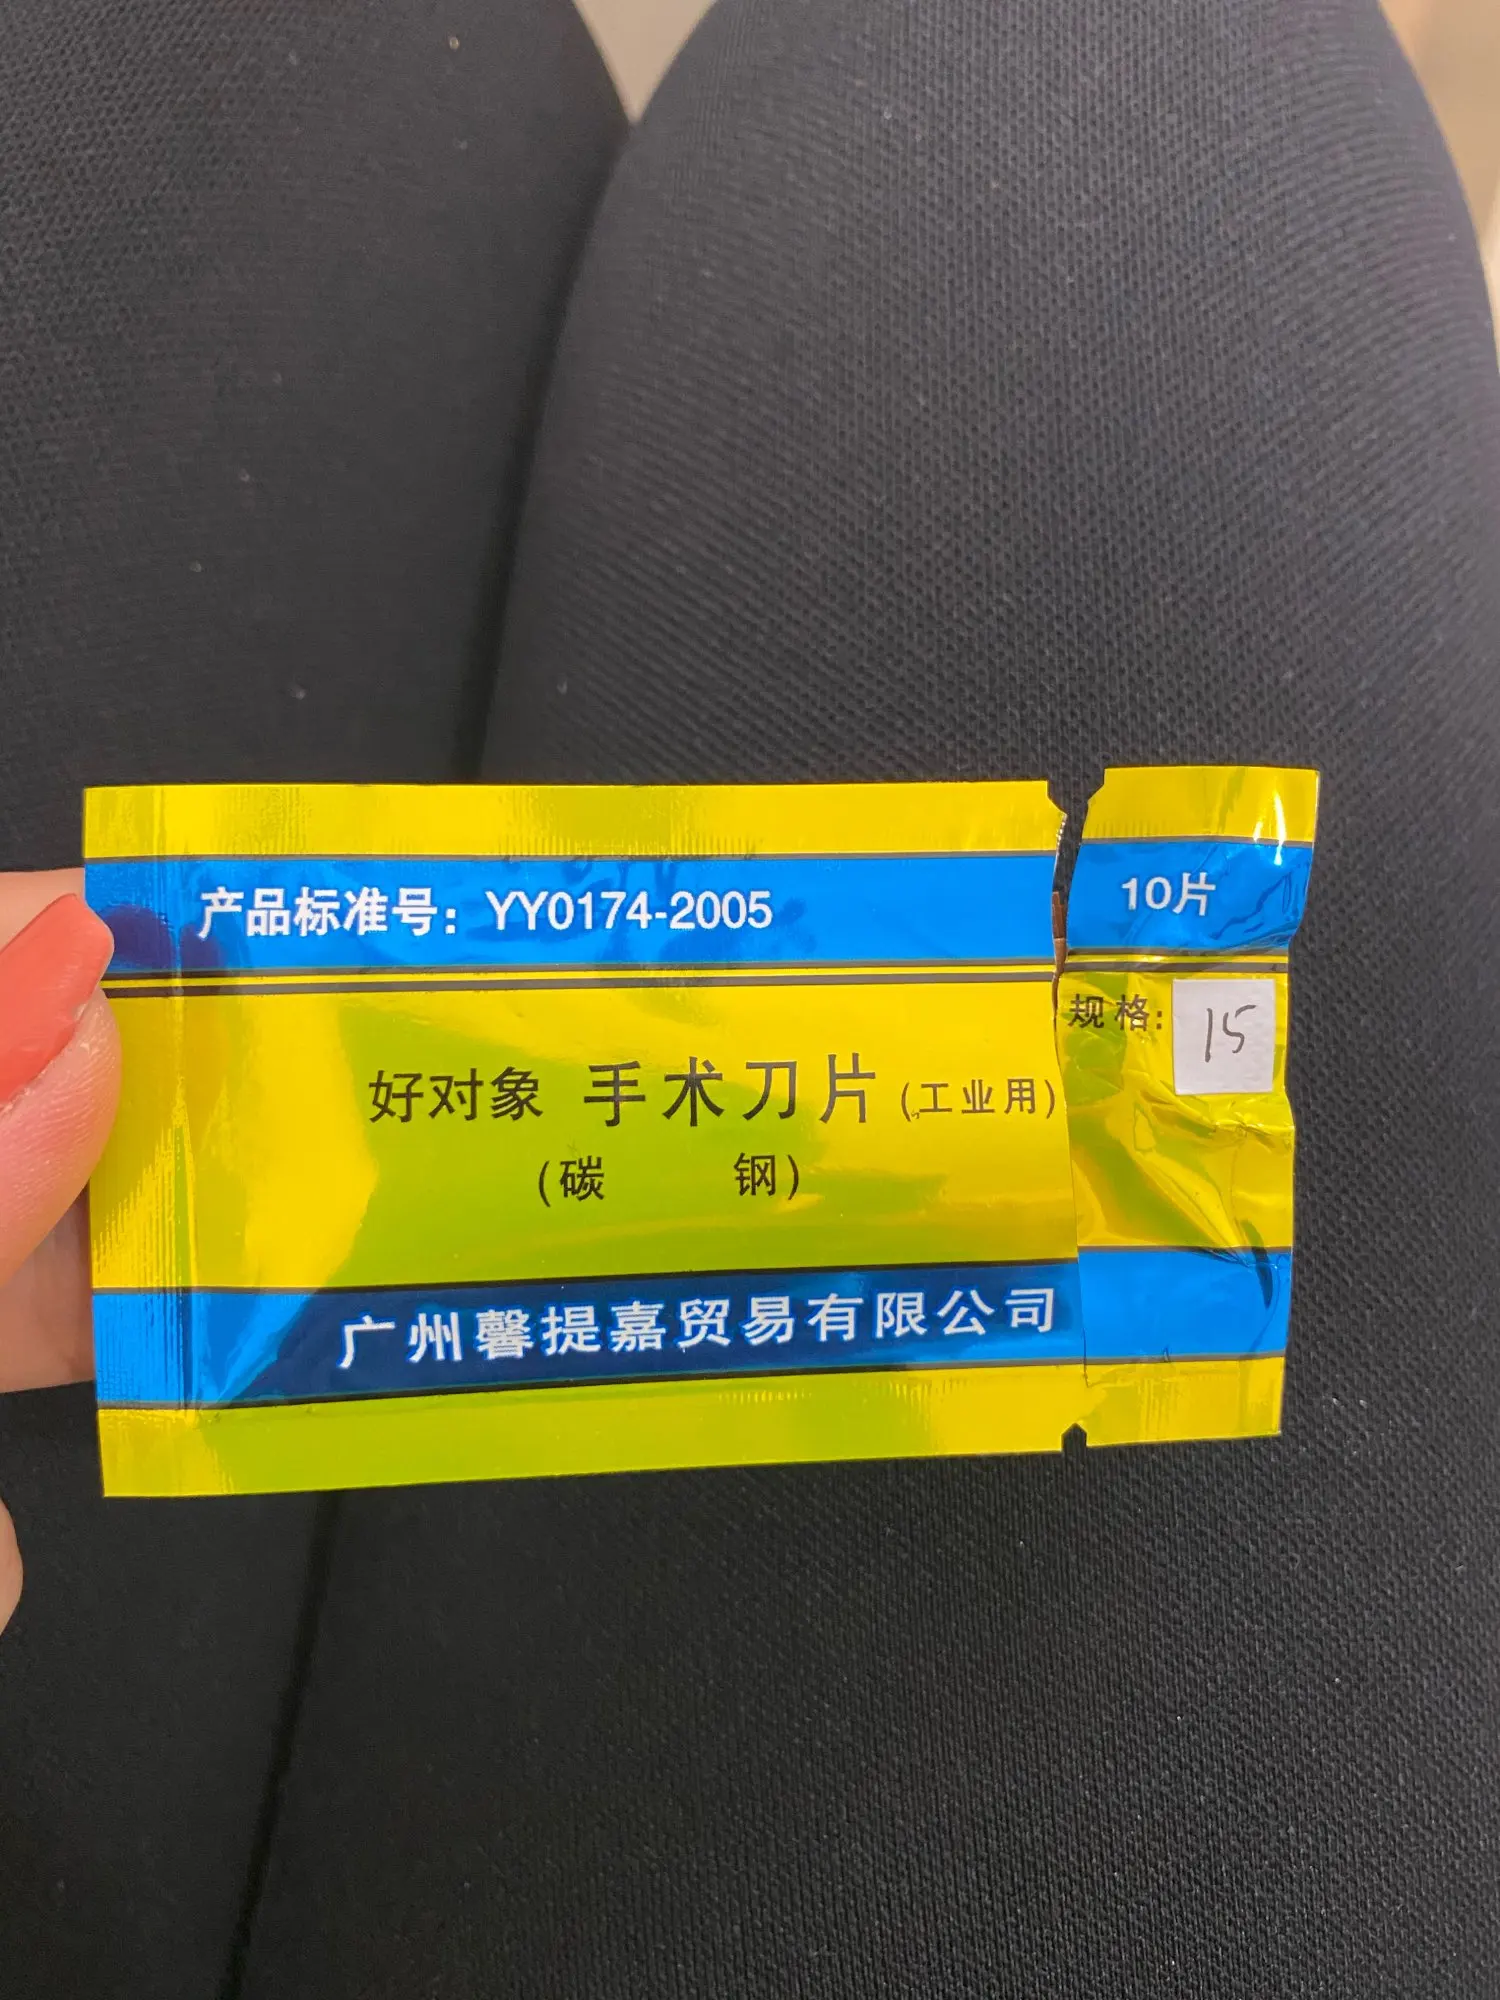 产品标准号：YY0174-2005
10片
规格：15
好对象 手术刀片（工业用）
（碳 钢）
广州馨提嘉贸易有限公司